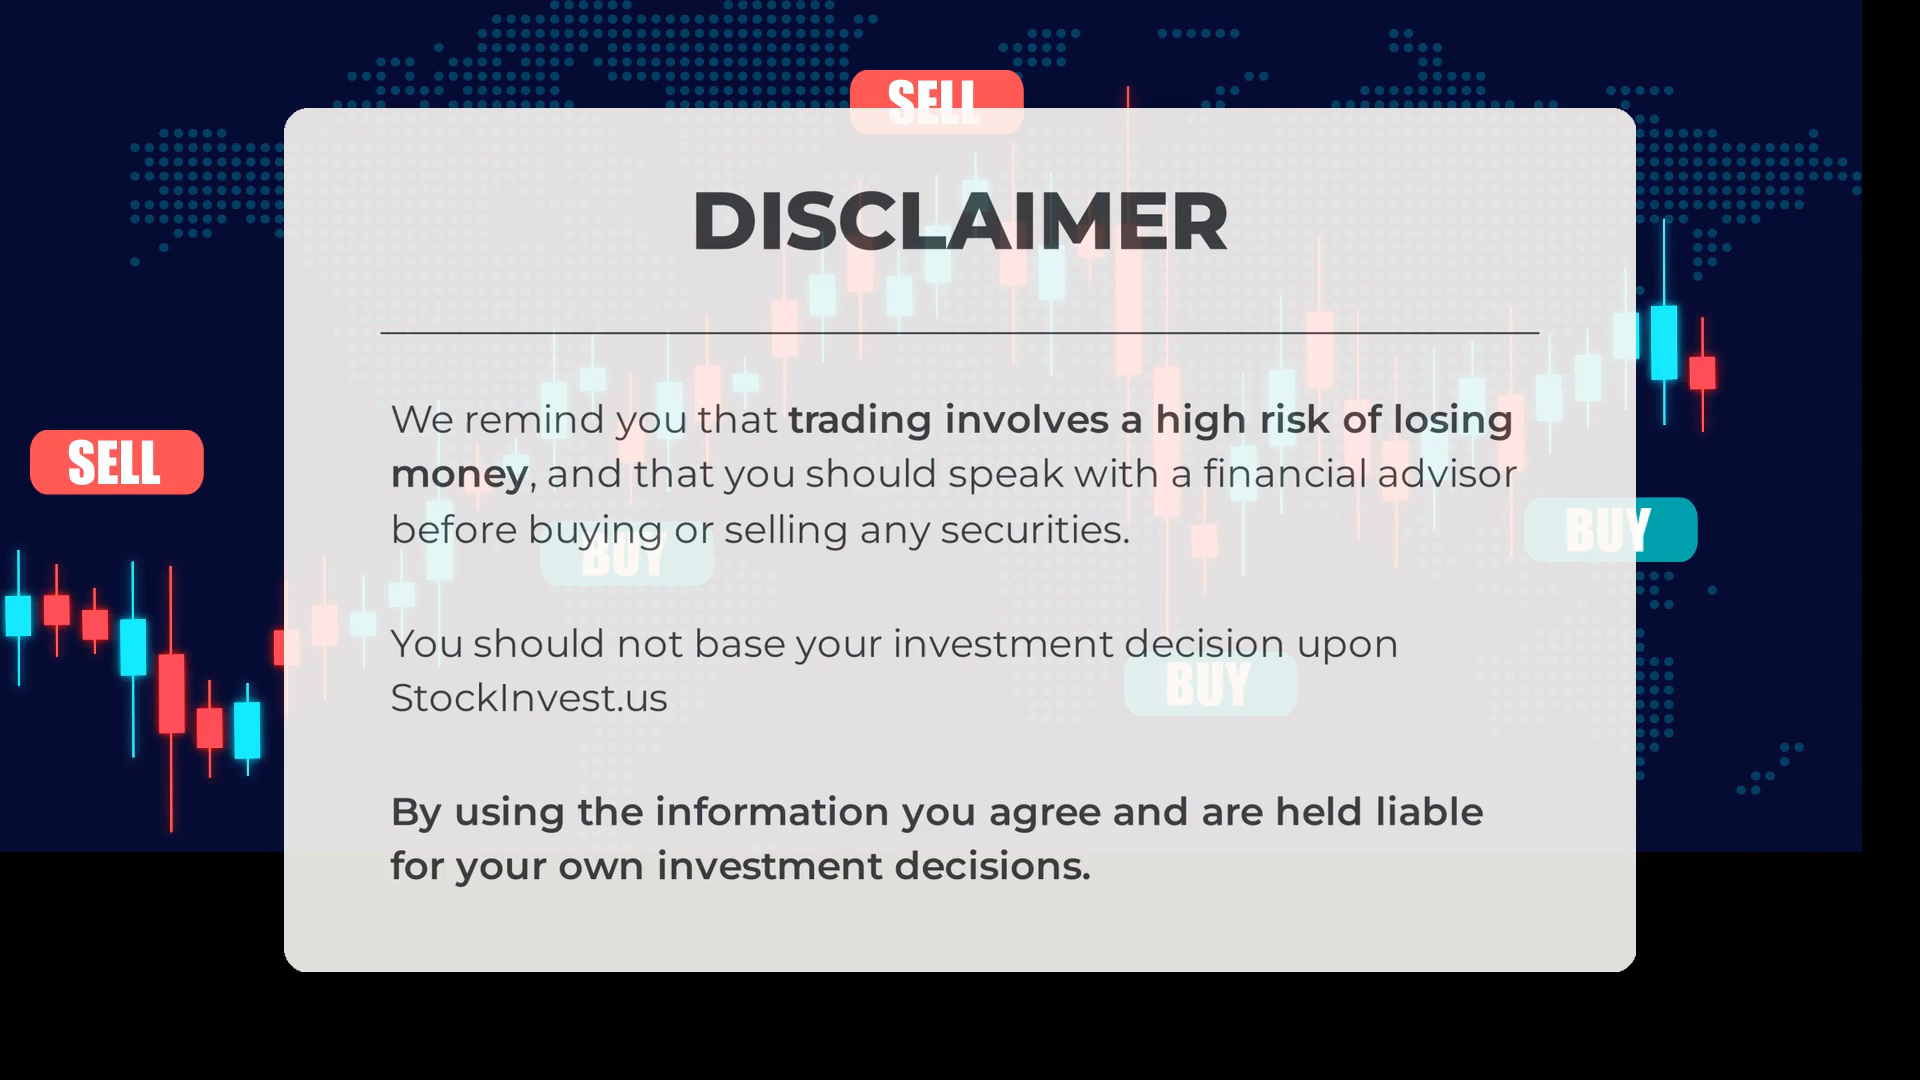 SELL
DISCLAIMER
We remind you that trading involves a high risk of losing
money, and that you should speak with a financial advisor
before buying or selling any securities.
SELL
BUY
BUY
You should not base your investment decision upon
StockInvest.us
BUY
By using the information you agree and are held liable
for your own investment decisions.